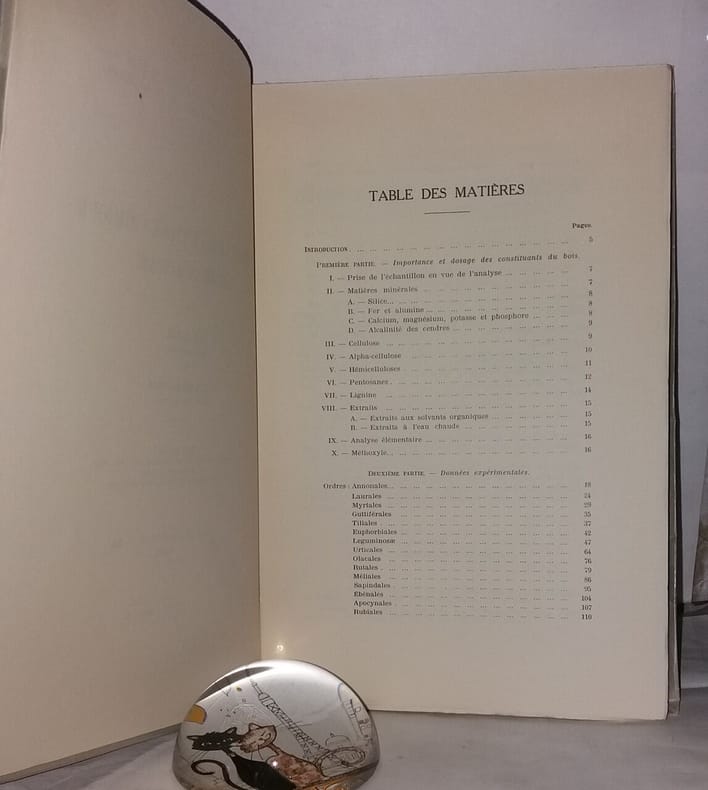 TABLE DES MATIÈRES
Pages.
INTRODUCTION. ... 5
PREMIÈRE PARTIE. — Importance et dosage des constituants du bois.
I. — Prise de l'échantillon en vue de l'analyse ... 7
II. — Matières minérales ... 7
A. — Silice... 8
B. — Fer et alumine ... 8
C. — Calcium, magnésium, potasse et phosphore ... 8
D. — Alcalinité des cendres ... 9
III. — Cellulose ... 9
IV. — Alpha-cellulose ... 10
V. — Hémicelluloses ... 11
VI. — Pentosanes. ... 12
VII. — Lignine ... 14
VIII. — Extraits ... 15
A. — Extraits aux solvants organiques ... 15
B. — Extraits à l'eau chaude ... 15
IX. — Analyse élémentaire ... 16
X. — Méthoxyle... 16
DEUXIÈME PARTIE. — Données expérimentales.
Ordres : Annonales... 18
Laurales ... 24
Myriales ... 29
Guttiférales ... 35
Tiliales ... 37
Euphorbiales ... 42
Leguminosæ ... 47
Urticales ... 64
Olacales ... 76
Rutales . ... 79
Méliales ... 86
Sapindales ... 95
Ebénales ... 104
Apocynales ... 107
Rubiales ... 110